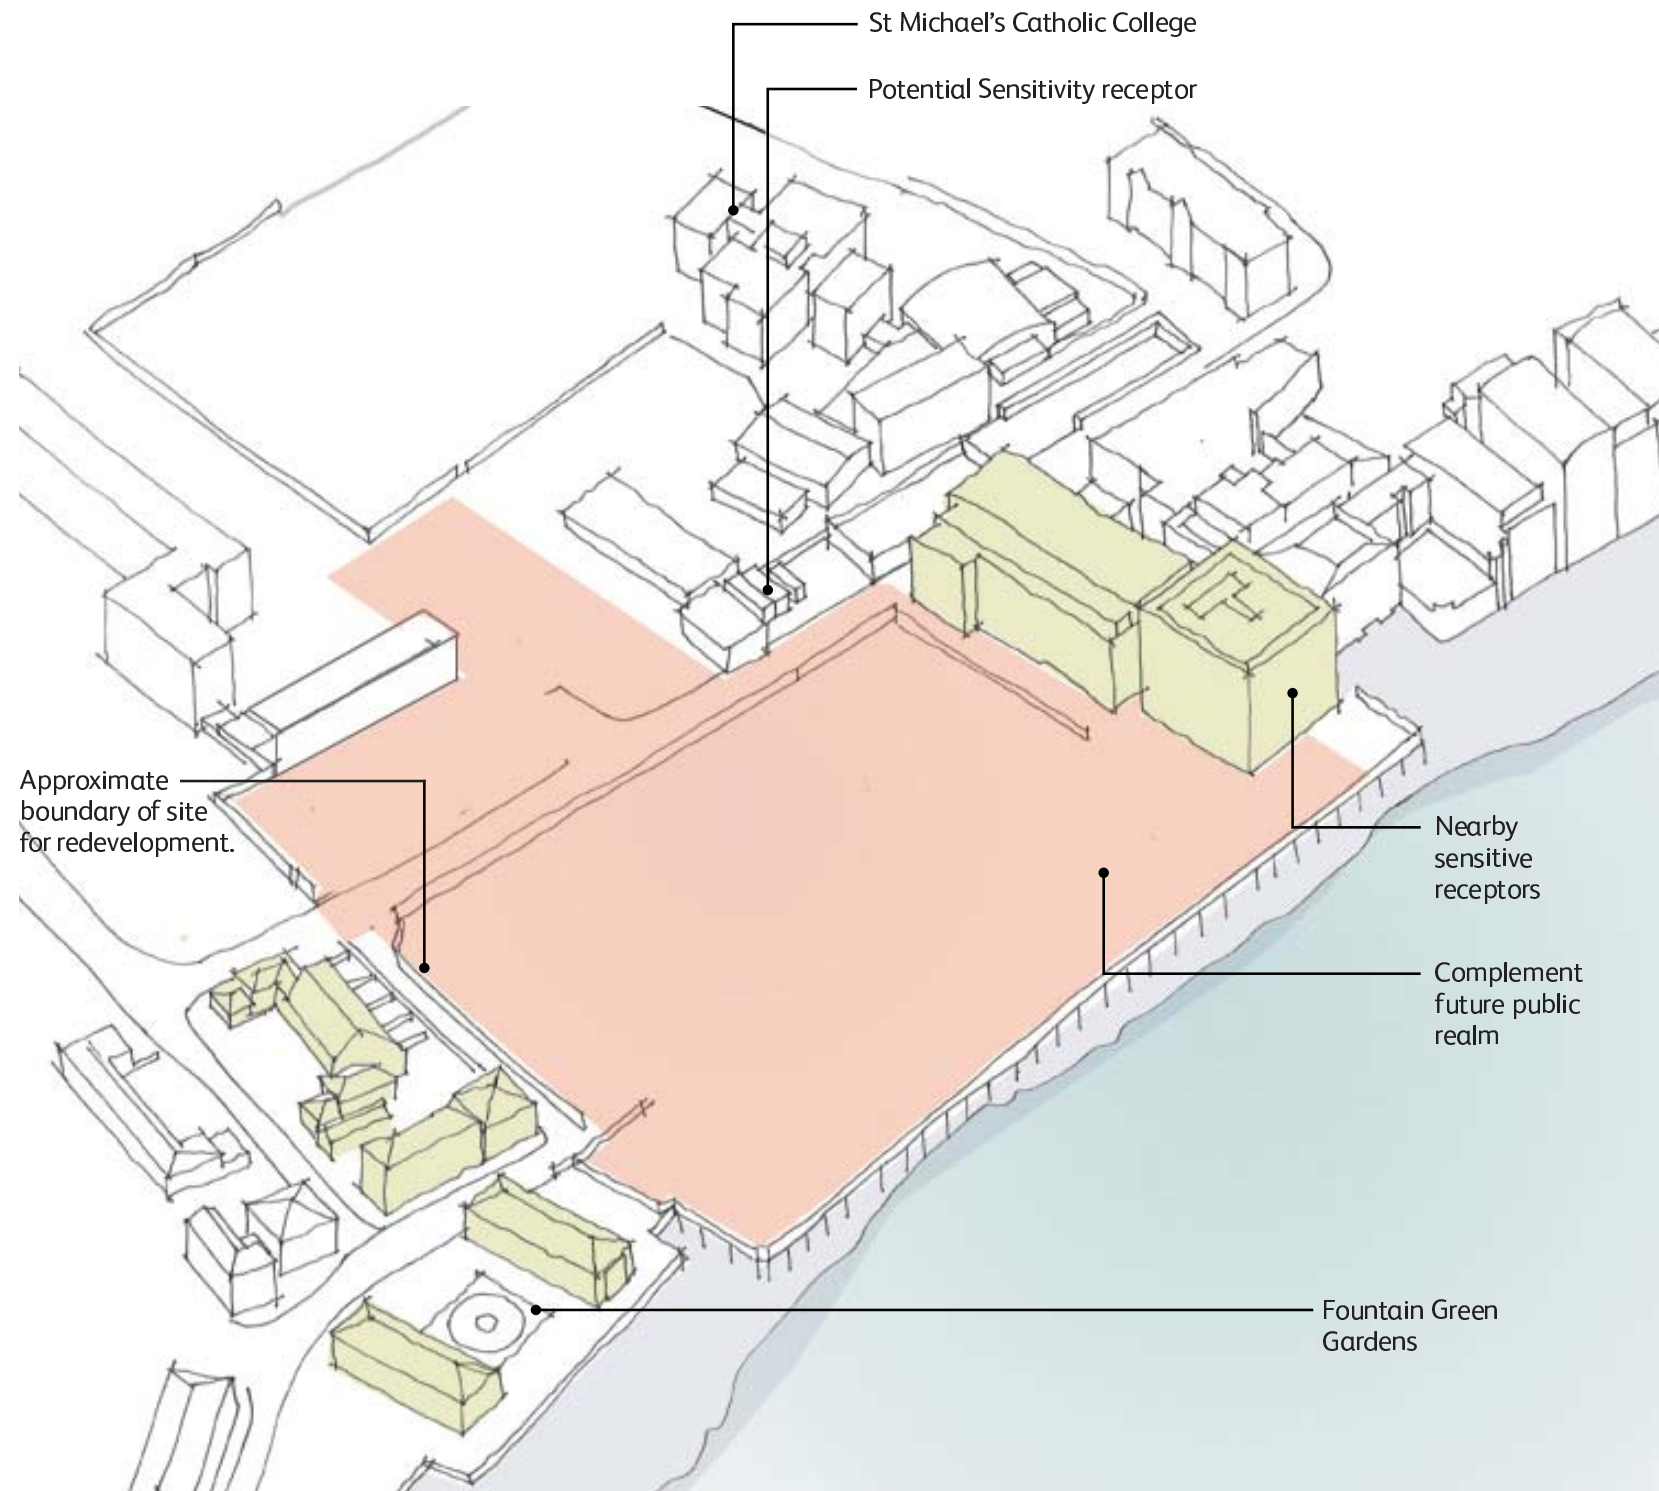 St Michael's Catholic College
Potential Sensitivity receptor
Approximate
boundary of site
for redevelopment.
Nearby
sensitive
receptors
Complement
future public
realm
Fountain Green
Gardens